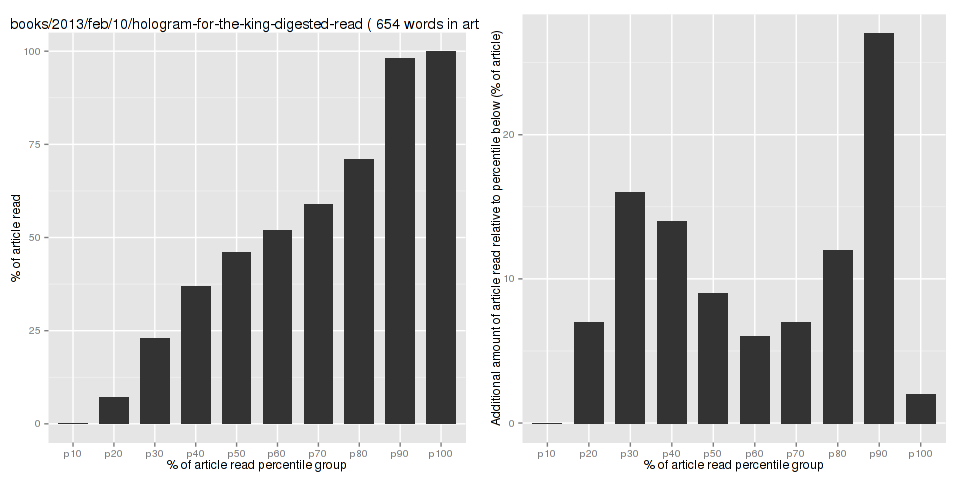 books/2013/feb/10/hologram-for-the-king-digested-read ( 654 words in art
% of article read
100
75
50
25
0
p10 p20 p30 p40 p50 p60 p70 p80 p90 p100
% of article read percentile group
Additional amount of article read relative to percentile below (% of article)
20
10
0
p10 p20 p30 p40 p50 p60 p70 p80 p90 p100
% of article read percentile group